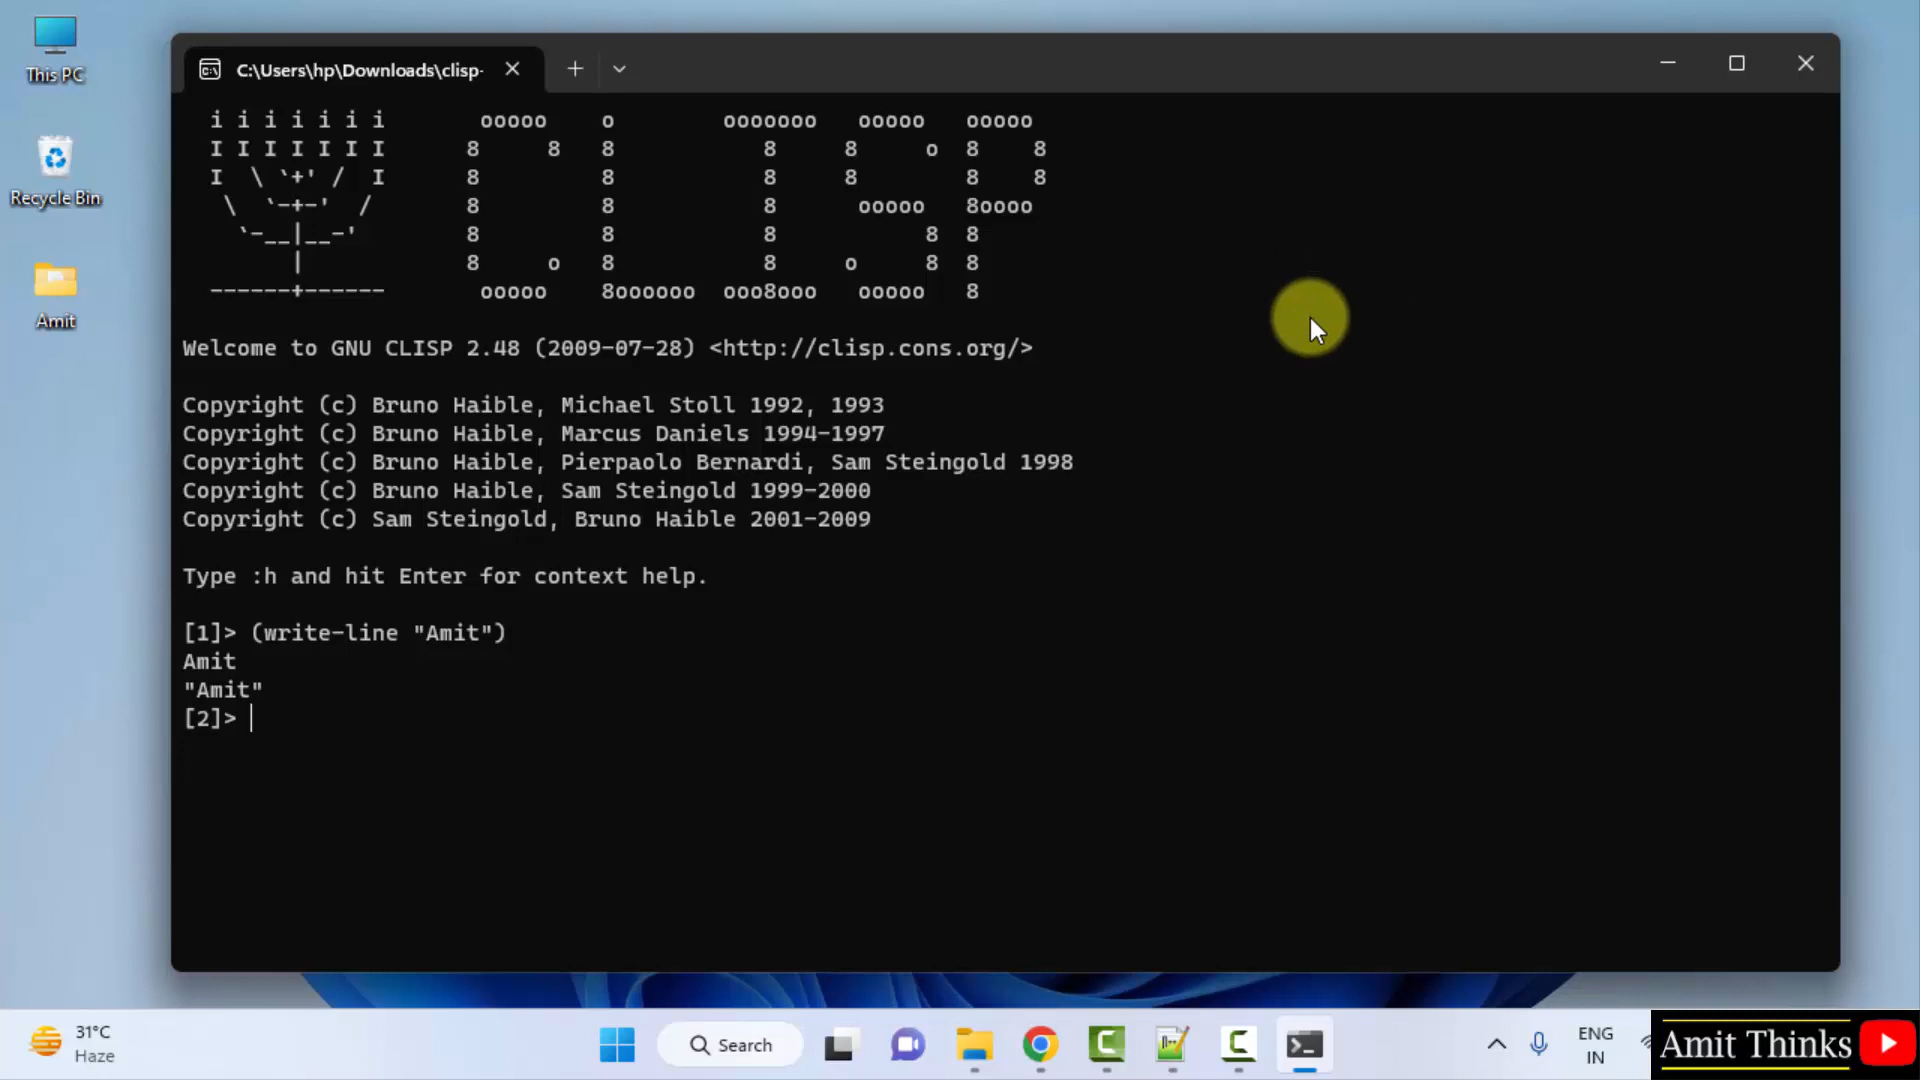 This PC
Recycle Bin
Amit
C:\Users\hp\Downloads\clisp-
i i i i i i i       ooooo    o        ooooooo   ooooo   ooooo
I I I I I I I      8     8   8           8     8     o  8    8
I  \ `+' /  I      8         8           8     8        8    8
 \  `-+-'  /       8         8           8      ooooo   8oooo
  `-__|__-'        8         8           8           8  8
      |            8     o   8           8     o     8  8
------+------       ooooo    8oooooo  ooo8ooo   ooooo   8
Welcome to GNU CLISP 2.48 (2009-07-28) <http://clisp.cons.org/>
Copyright (c) Bruno Haible, Michael Stoll 1992, 1993
Copyright (c) Bruno Haible, Marcus Daniels 1994-1997
Copyright (c) Bruno Haible, Pierpaolo Bernardi, Sam Steingold 1998
Copyright (c) Bruno Haible, Sam Steingold 1999-2000
Copyright (c) Sam Steingold, Bruno Haible 2001-2009
Type :h and hit Enter for context help.
[1]> (write-line "Amit")
Amit
"Amit"
[2]>
31°C
Haze
Search
ENG
IN
Amit Thinks